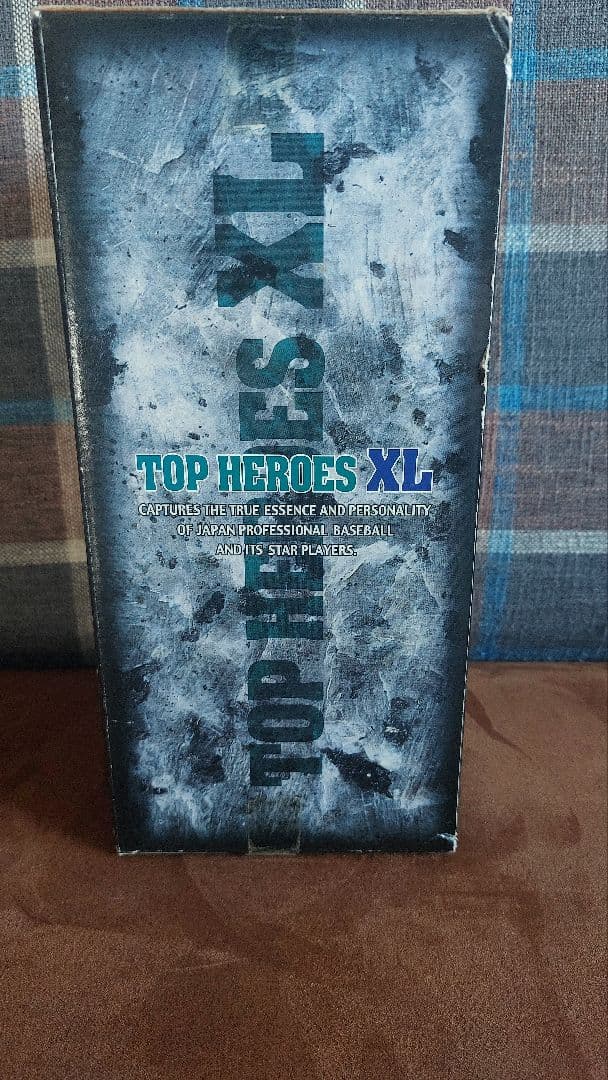 TOP HEROES XL
TOP HEROES XL
CAPTURES THE TRUE ESSENCE AND PERSONALITY
OF JAPAN PROFESSIONAL BASEBALL
AND ITS STAR PLAYERS.